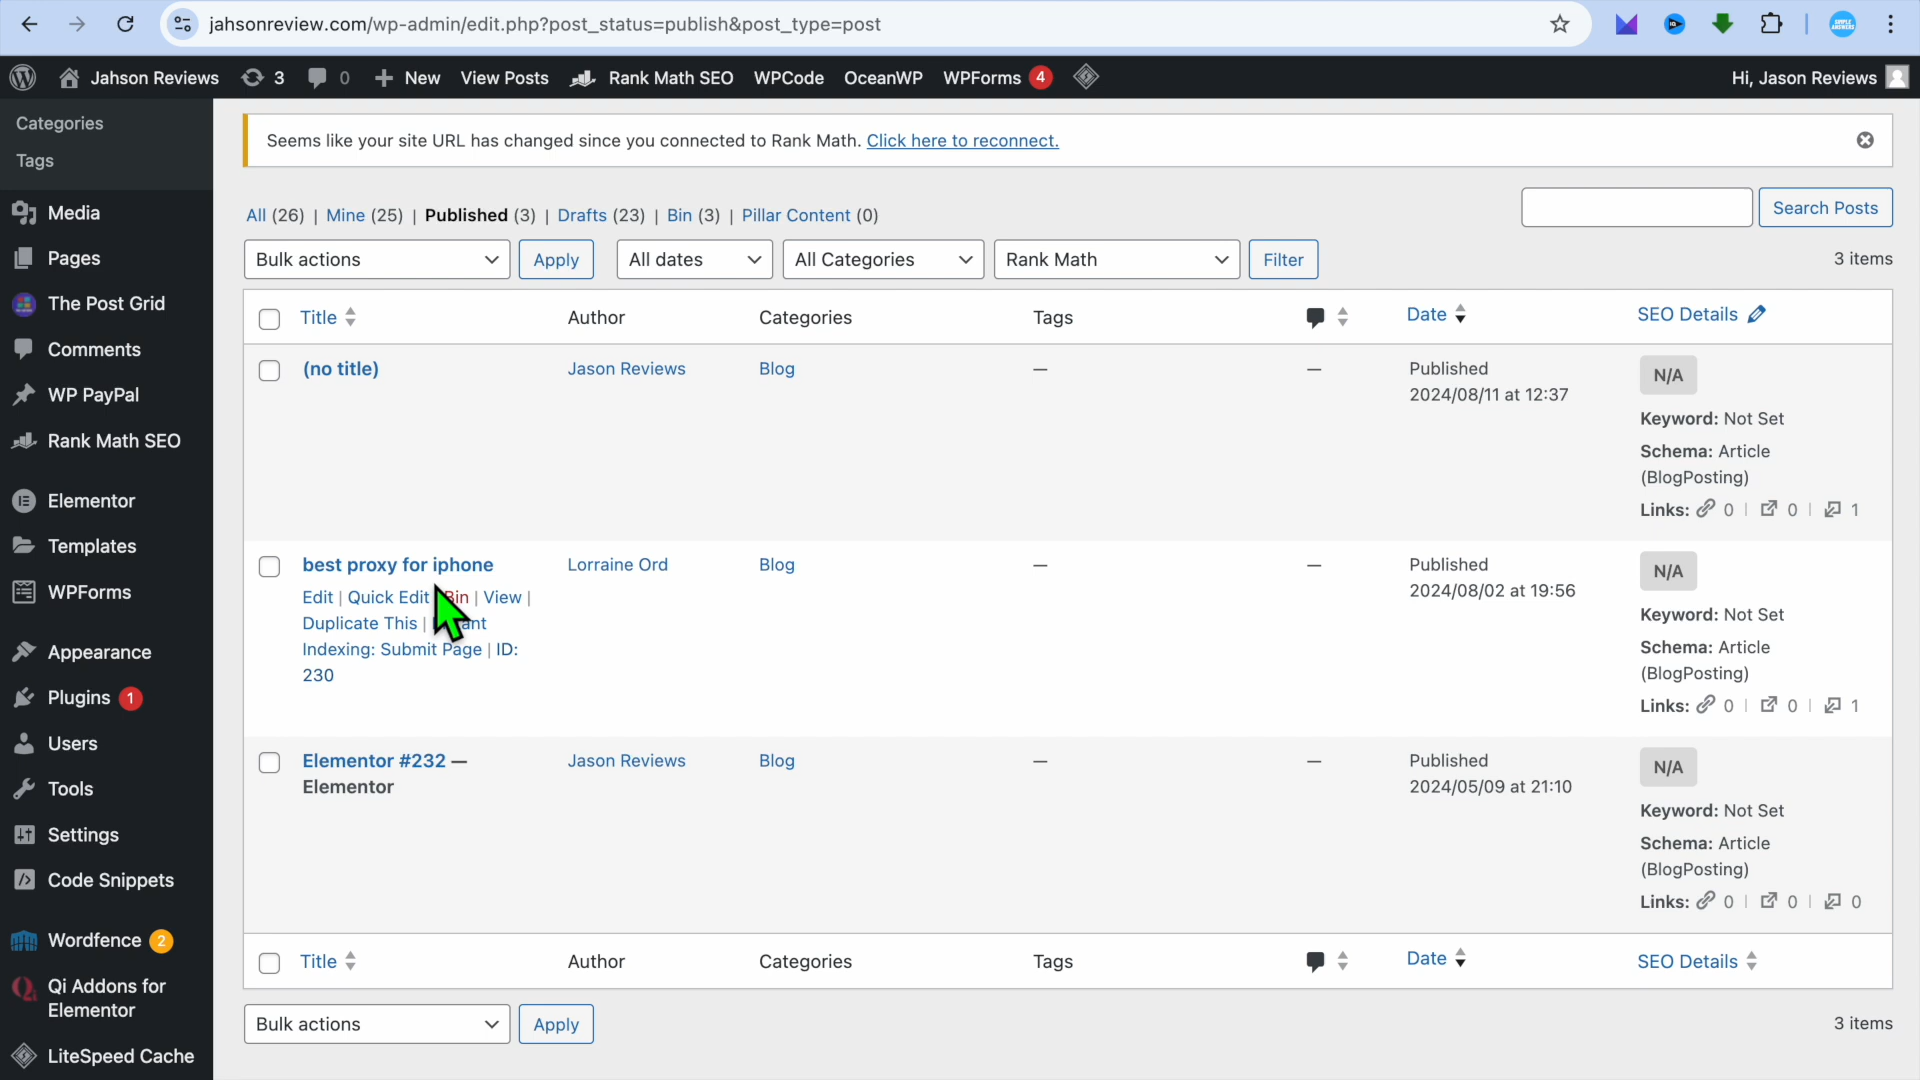 jahsonreview.com/wp-admin/edit.php?post_status=publish&post_type=post
Jahson Reviews 3 0 + New View Posts Rank Math SEO WPCode OceanWP WPForms 4 Hi, Jason Reviews
Categories
Tags
Media
Pages
The Post Grid
Comments
WP PayPal
Rank Math SEO
Elementor
Templates
WPForms
Appearance
Plugins 1
Users
Tools
Settings
Code Snippets
Wordfence 2
Qi Addons for
Elementor
LiteSpeed Cache
Seems like your site URL has changed since you connected to Rank Math. Click here to reconnect.
All (26) | Mine (25) | Published (3) | Drafts (23) | Bin (3) | Pillar Content (0)
Search Posts
Bulk actions Apply All dates All Categories Rank Math Filter 3 items
Title Author Categories Tags Date SEO Details
(no title) Jason Reviews Blog — — Published
2024/08/11 at 12:37
N/A
Keyword: Not Set
Schema: Article
(BlogPosting)
Links: 0 | 0 | 1
best proxy for iphone Lorraine Ord Blog — — Published
2024/08/02 at 19:56
Edit | Quick Edit Bin | View |
Duplicate This |
Indexing: Submit Page | ID:
230
N/A
Keyword: Not Set
Schema: Article
(BlogPosting)
Links: 0 | 0 | 1
Elementor #232 — Jason Reviews Blog — — Published
Elementor 2024/05/09 at 21:10
N/A
Keyword: Not Set
Schema: Article
(BlogPosting)
Links: 0 | 0 | 0
Title Author Categories Tags Date SEO Details
Bulk actions Apply 3 items